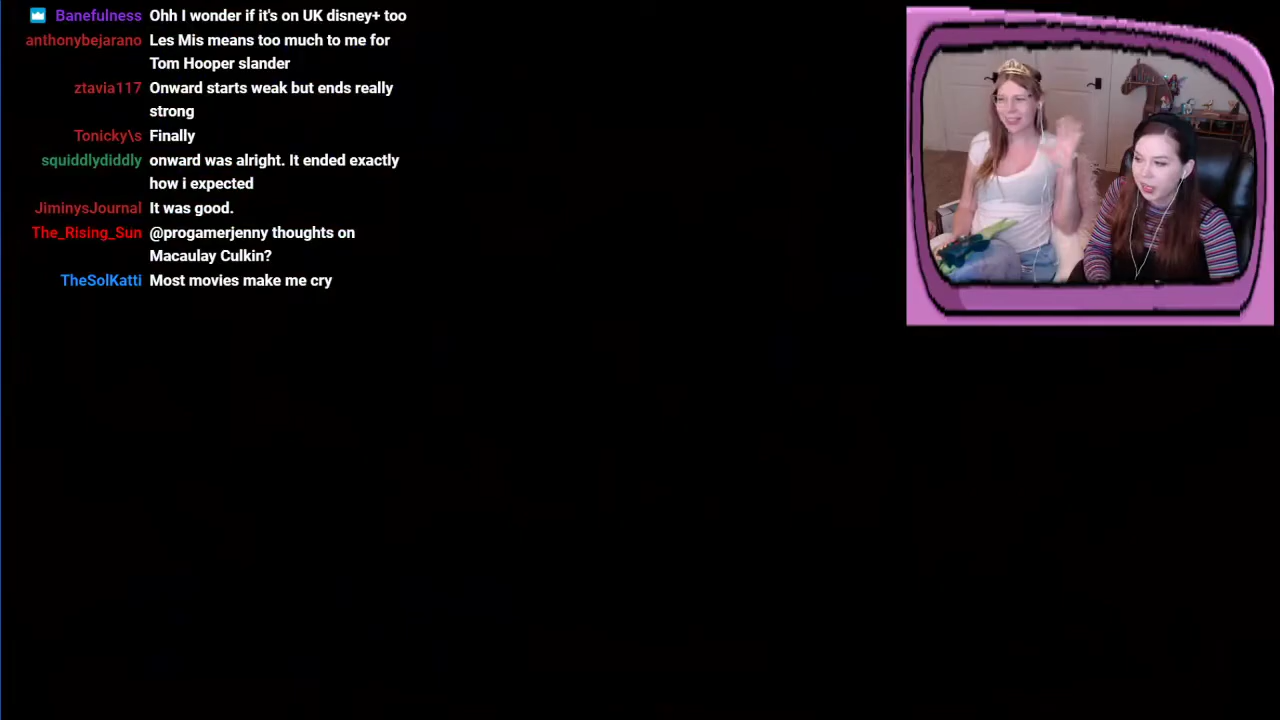 Banefulness Ohh I wonder if it's on UK disney+ too
anthonybejarano Les Mis means too much to me for
Tom Hooper slander
ztavia117 Onward starts weak but ends really
strong
Tonicky\s Finally
squiddlydiddly onward was alright. It ended exactly
how i expected
JiminysJournal It was good.
The_Rising_Sun @progamerjenny thoughts on
Macaulay Culkin?
TheSolKatti Most movies make me cry